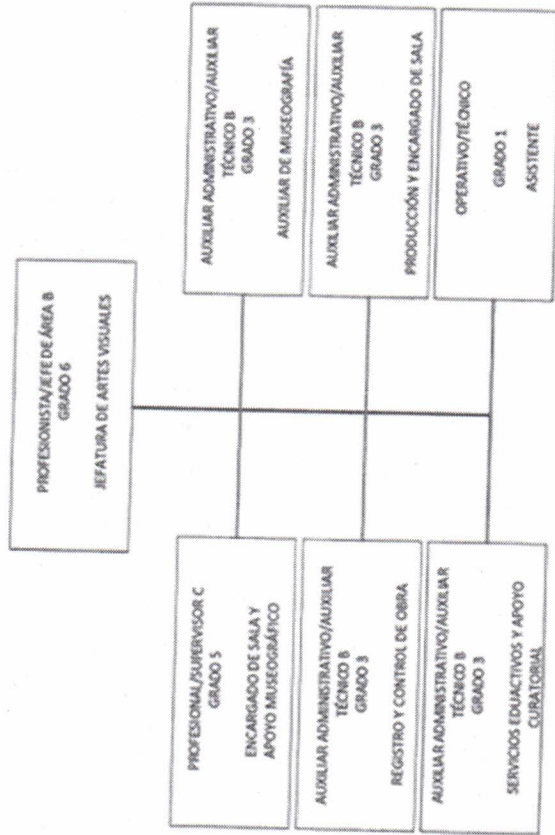 PROFESIONISTA/JEFE DE ÁREA B
GRADO 6
JEFATURA DE ARTES VISUALES
PROFESIONAL/SUPERVISOR C
GRADO 5
ENCARGADO DE SALA Y
APOYO MUSEOGRÁFICO
AUXILIAR ADMINISTRATIVO/AUXILIAR
TÉCNICO B
GRADO 3
AUXILIAR DE MUSEOGRAFÍA
AUXILIAR ADMINISTRATIVO/AUXILIAR
TÉCNICO B
GRADO 3
REGISTRO Y CONTROL DE OBRA
AUXILIAR ADMINISTRATIVO/AUXILIAR
TÉCNICO B
GRADO 3
PRODUCCIÓN Y ENCARGADO DE SALA
AUXILIAR ADMINISTRATIVO/AUXILIAR
TÉCNICO B
GRADO 3
SERVICIOS EDUACTIVOS Y APOYO
CURATORIAL
OPERATIVO/TÉCNICO
GRADO 1
ASISTENTE